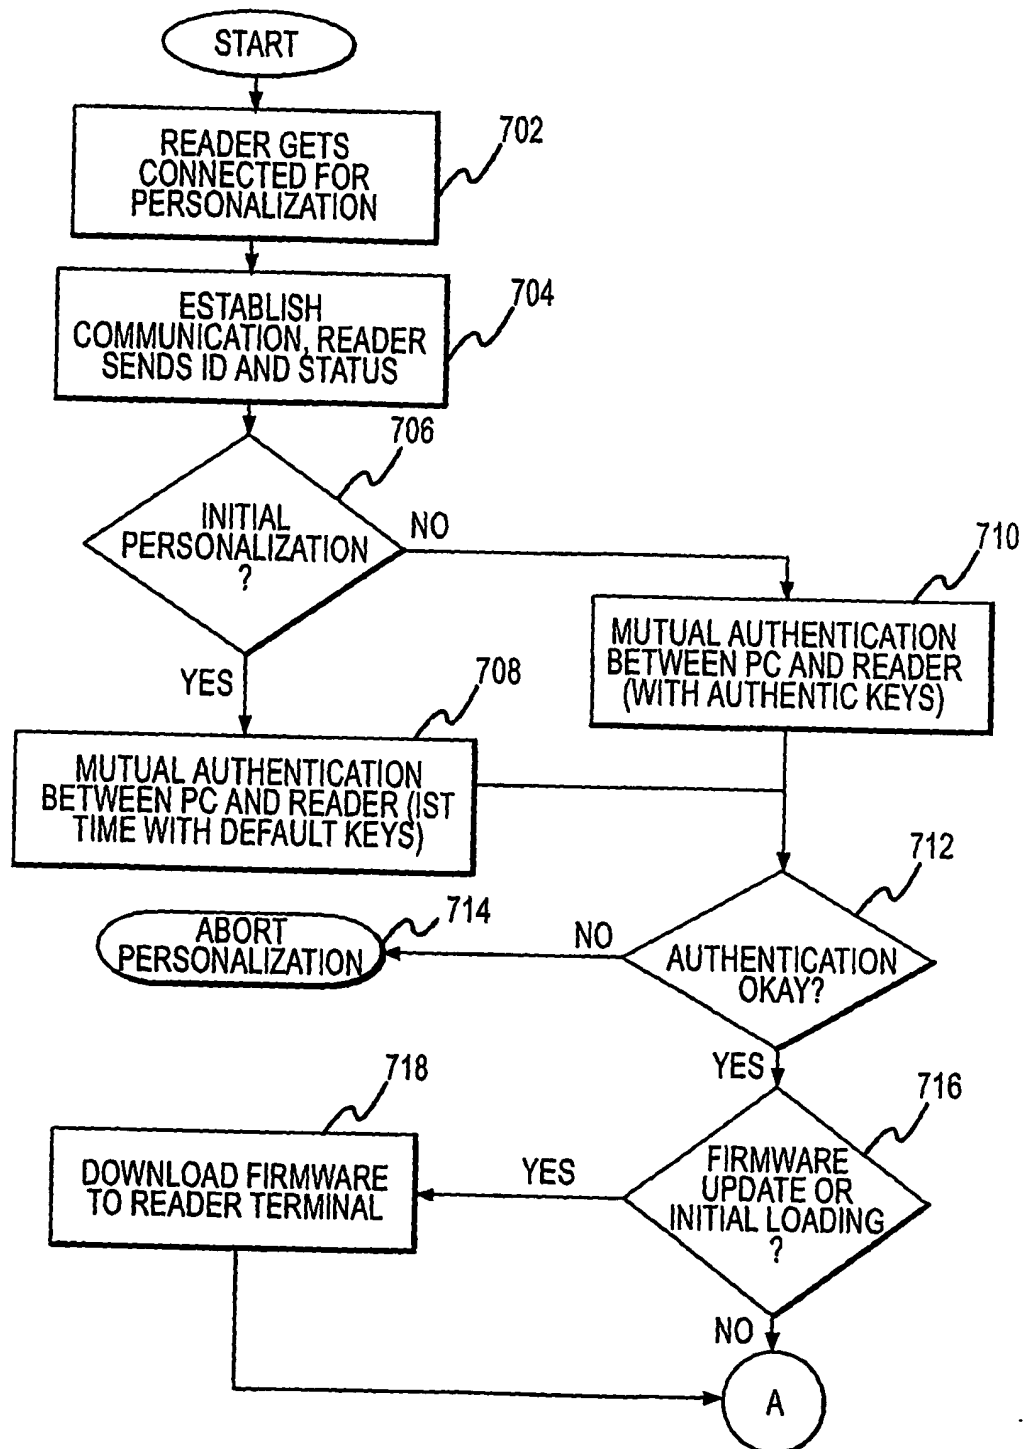 START
702
READER GETS
CONNECTED FOR
PERSONALIZATION
704
ESTABLISH
COMMUNICATION, READER
SENDS ID AND STATUS
706
INITIAL
PERSONALIZATION
?
NO
YES
710
MUTUAL AUTHENTICATION
BETWEEN PC AND READER
(WITH AUTHENTIC KEYS)
708
MUTUAL AUTHENTICATION
BETWEEN PC AND READER (IST
TIME WITH DEFAULT KEYS)
712
AUTHENTICATION
OKAY?
NO
714
ABORT
PERSONALIZATION
YES
716
FIRMWARE
UPDATE OR
INITIAL LOADING
?
YES
718
DOWNLOAD FIRMWARE
TO READER TERMINAL
NO
A